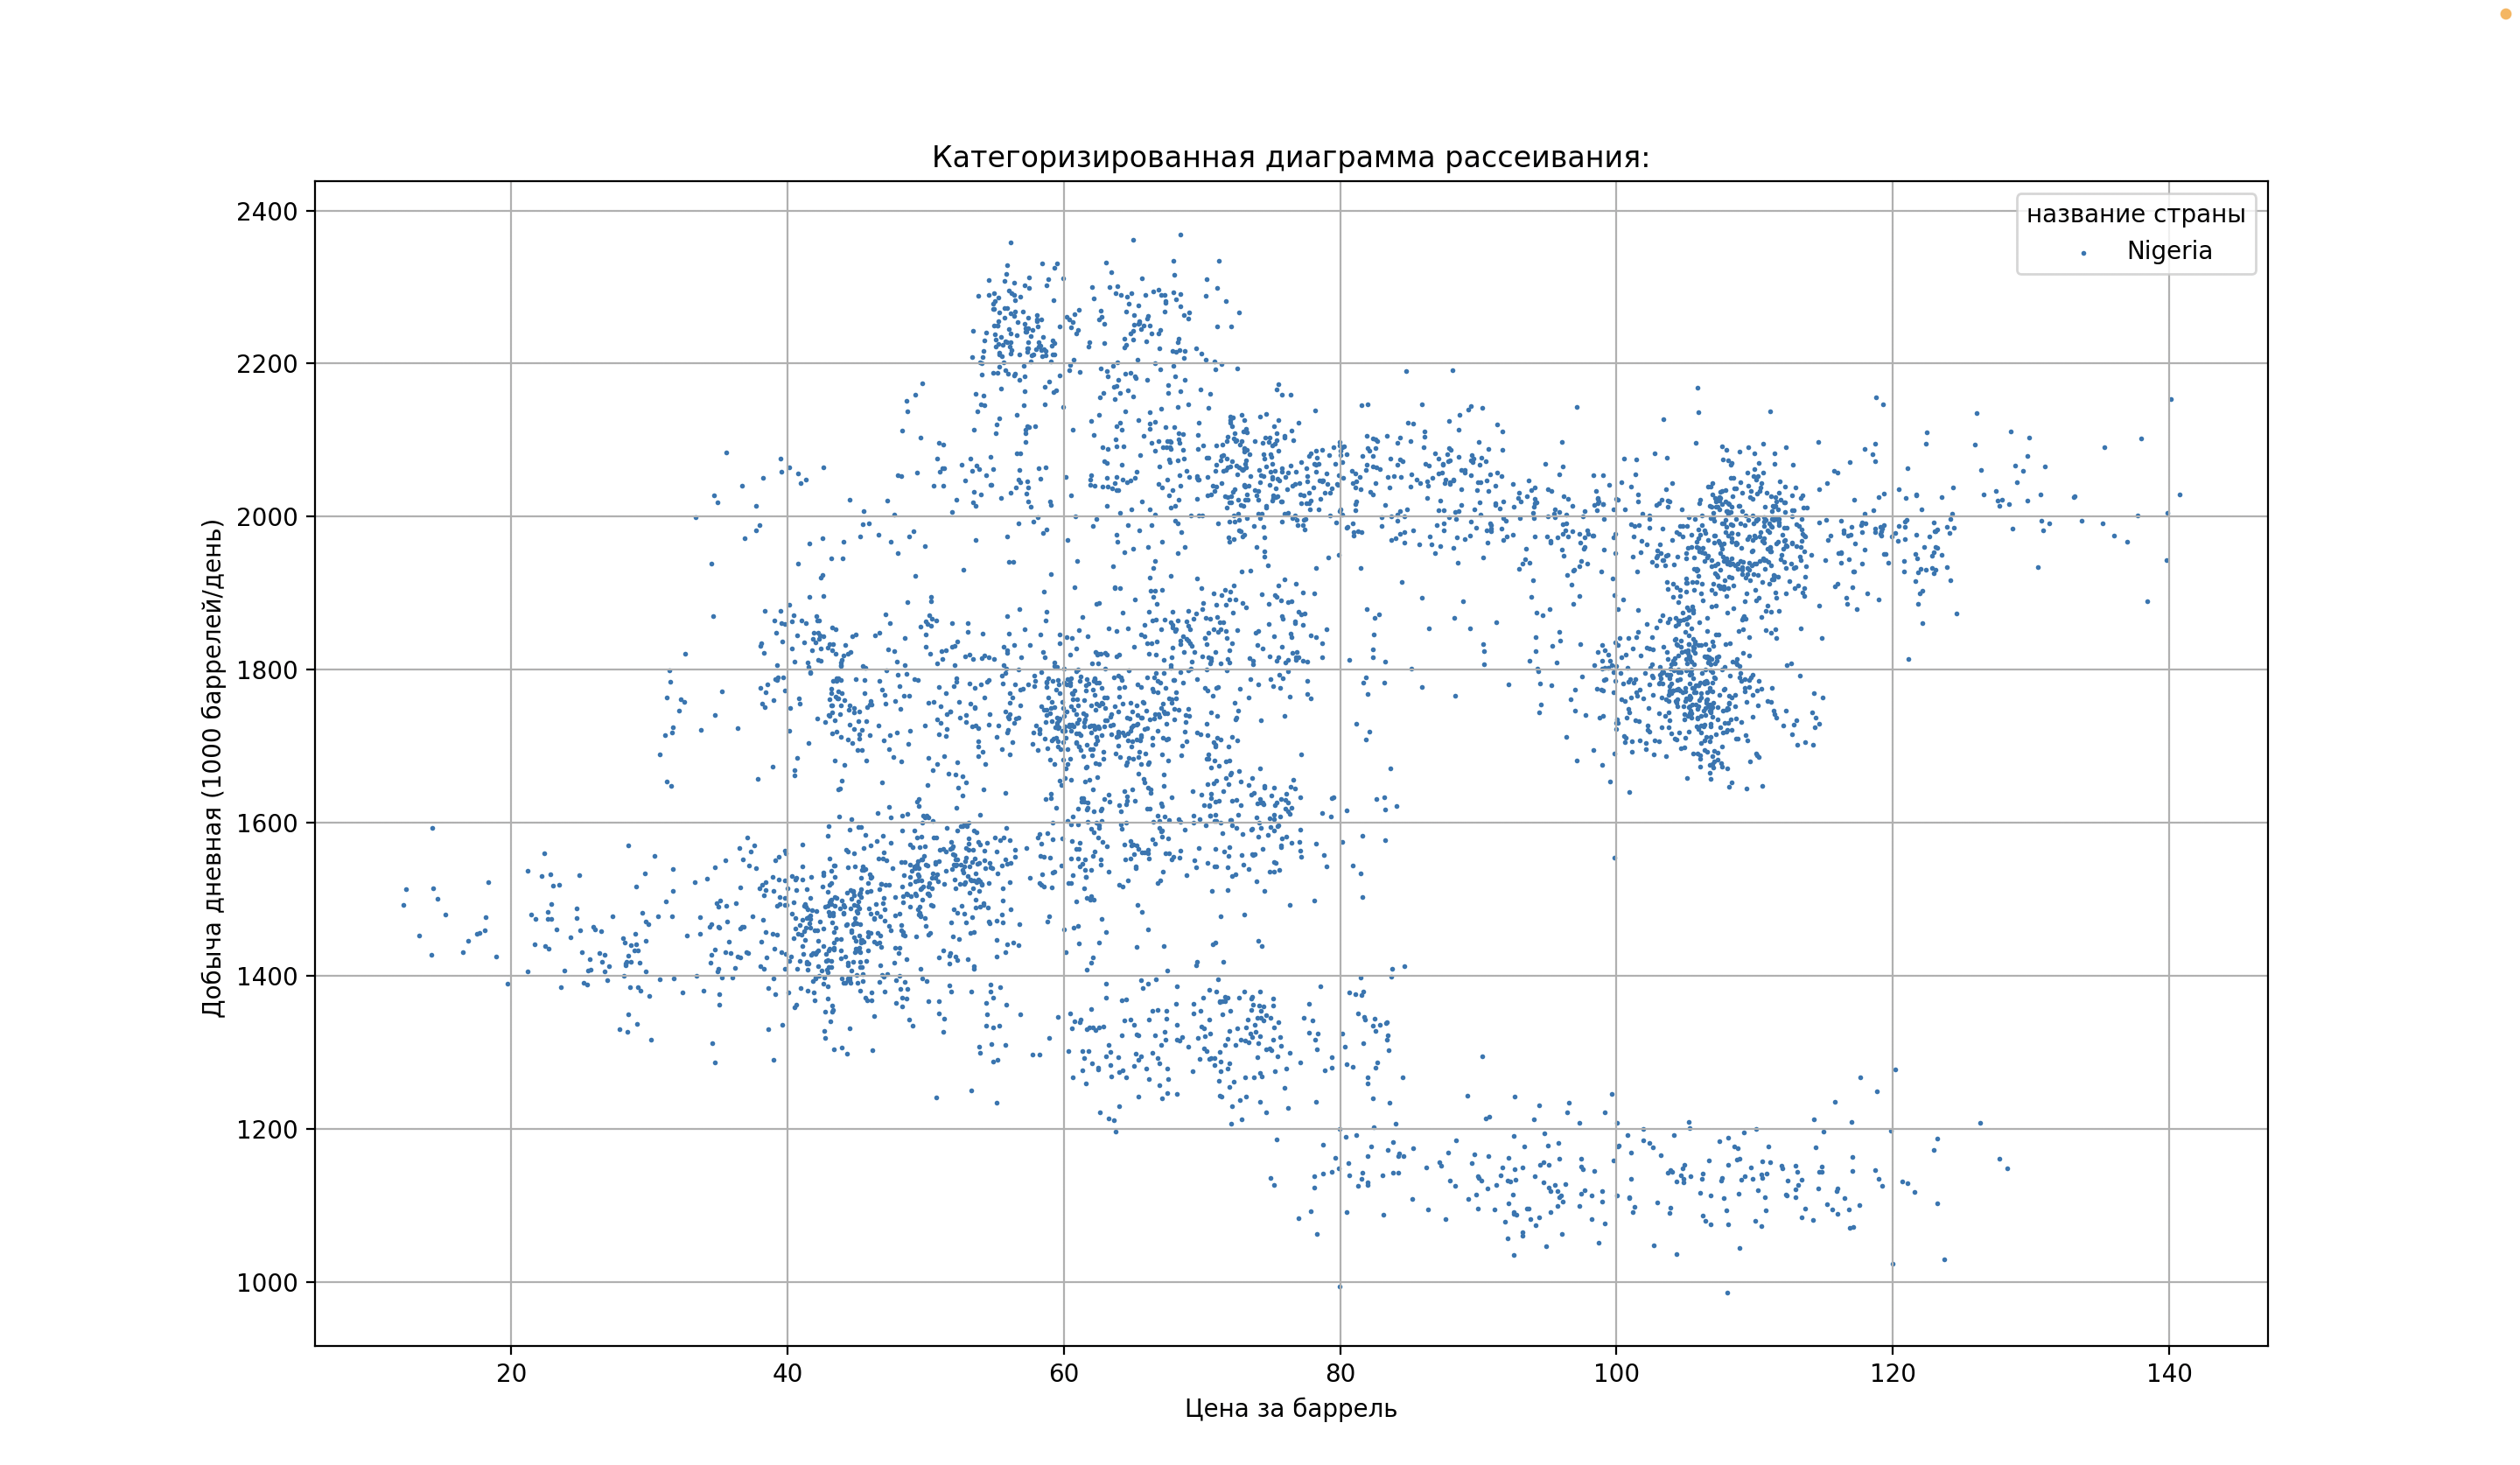 Категоризированная диаграмма рассеивания:
название страны
Nigeria
2400
2200
2000
1800
1600
1400
1200
1000
Добыча дневная (1000 баррелей/день)
20 40 60 80 100 120 140
Цена за баррель